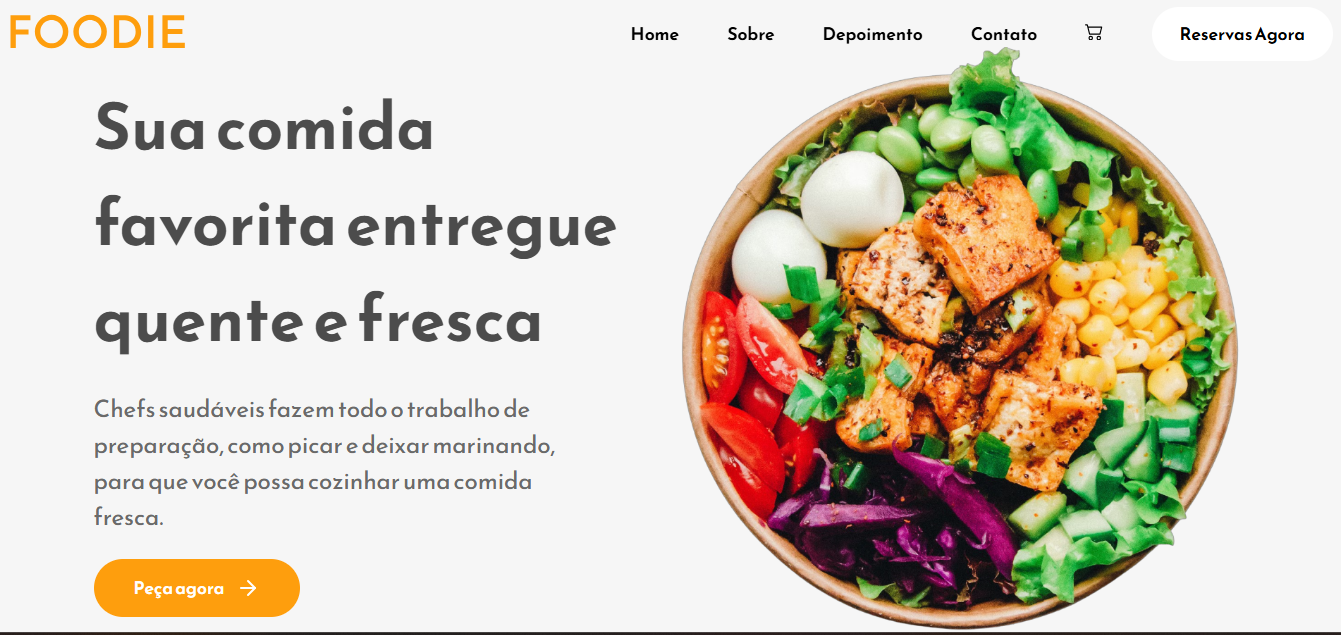 FOODIE
Home Sobre Depoimento Contato Reservas Agora
Sua comida
favorita entregue
quente e fresca
Chefs saudáveis fazem todo o trabalho de
preparação, como picar e deixar marinando,
para que você possa cozinhar uma comida
fresca.
Peça agora